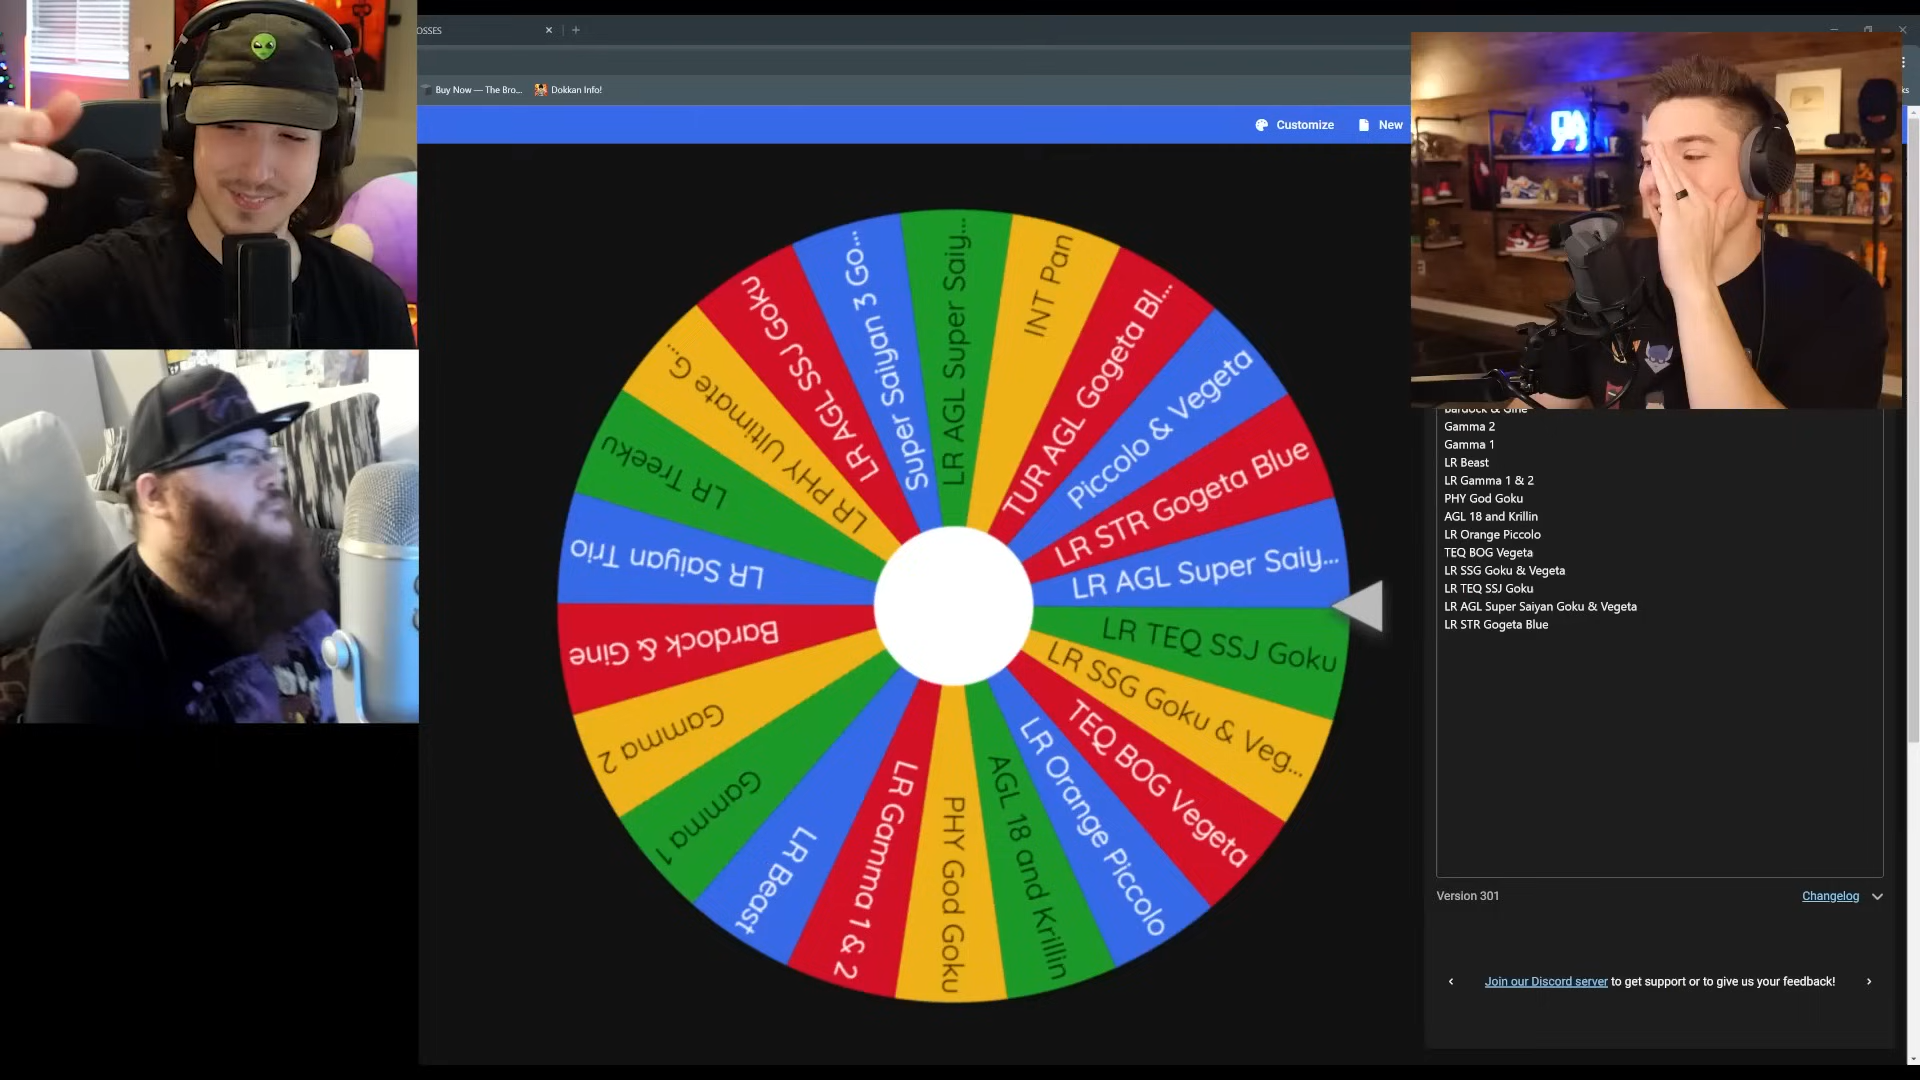 OSSES
Buy Now — The Bro...
Dokkan Info!
Customize
New
LR AGL Super Saiy...
INT Pan
TUR AGL Gogeta Bl...
Piccolo & Vegeta
LR STR Gogeta Blue
LR AGL Super Saiy...
LR TEQ SSJ Goku
LR SSG Goku & Veg...
TEQ BOG Vegeta
LR Orange Piccolo
AGL 18 and Krillin
PHY God Goku
LR Gamma 1 & 2
LR Beast
Gamma 1
Gamma 2
Bardock & Gine
LR Saiyan Trio
LR Treeku
LR PHY Ultimate G...
LR AGL SSJ Goku
Super Saiyan 3 Go...
Bardock & Gine
Gamma 2
Gamma 1
LR Beast
LR Gamma 1 & 2
PHY God Goku
AGL 18 and Krillin
LR Orange Piccolo
TEQ BOG Vegeta
LR SSG Goku & Vegeta
LR TEQ SSJ Goku
LR AGL Super Saiyan Goku & Vegeta
LR STR Gogeta Blue
Version 301
Changelog
Join our Discord server to get support or to give us your feedback!